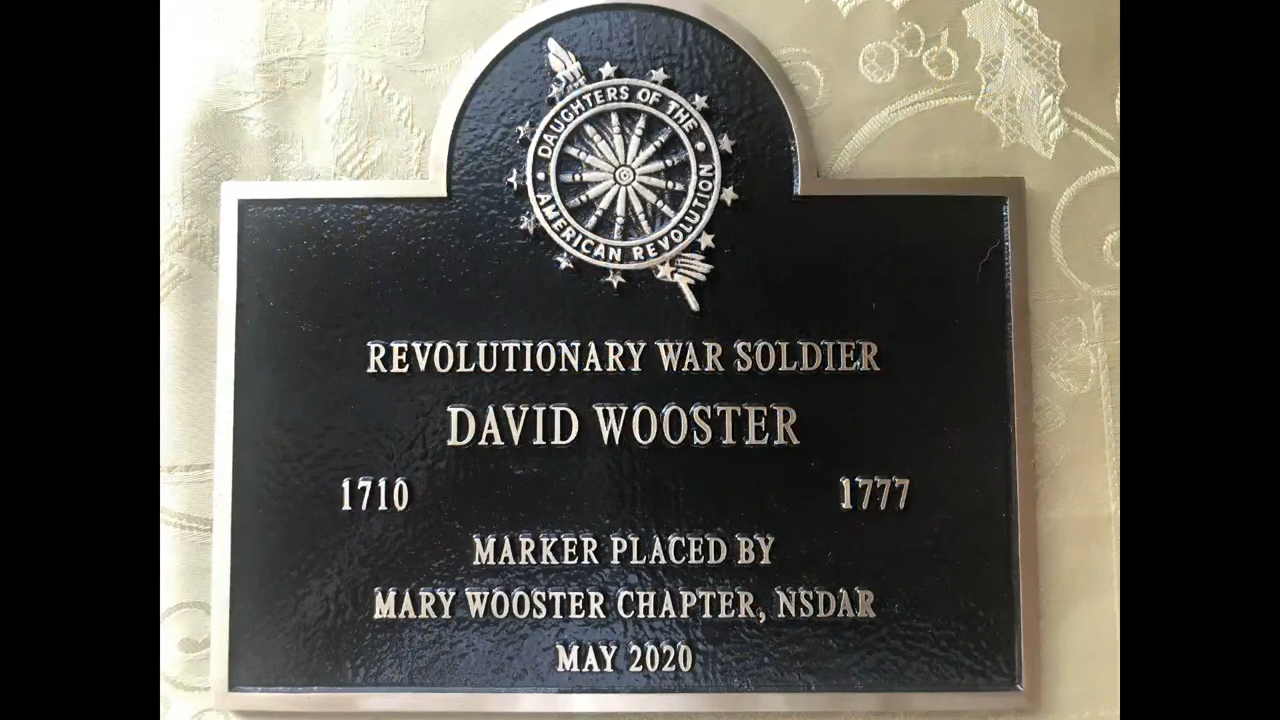 DAUGHTERS OF THE
AMERICAN REVOLUTION
REVOLUTIONARY WAR SOLDIER
DAVID WOOSTER
1710 1777
MARKER PLACED BY
MARY WOOSTER CHAPTER, NSDAR
MAY 2020